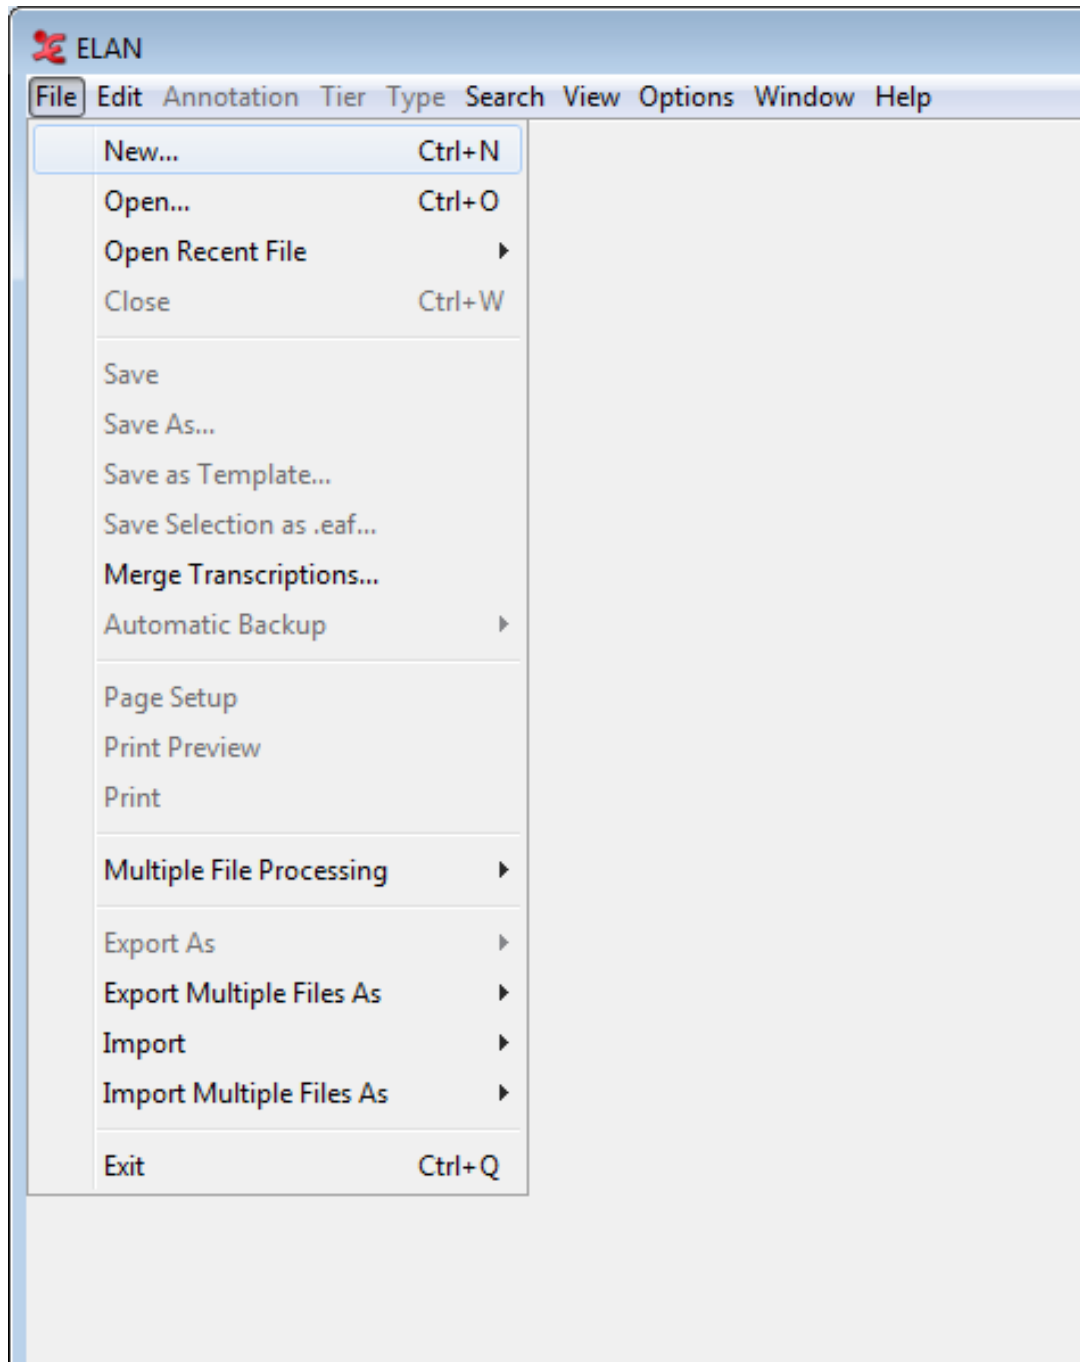 ELAN
File Edit Annotation Tier Type Search View Options Window Help
New... Ctrl+N
Open... Ctrl+O
Open Recent File
Close Ctrl+W
Save
Save As...
Save as Template...
Save Selection as .eaf...
Merge Transcriptions...
Automatic Backup
Page Setup
Print Preview
Print
Multiple File Processing
Export As
Export Multiple Files As
Import
Import Multiple Files As
Exit Ctrl+Q